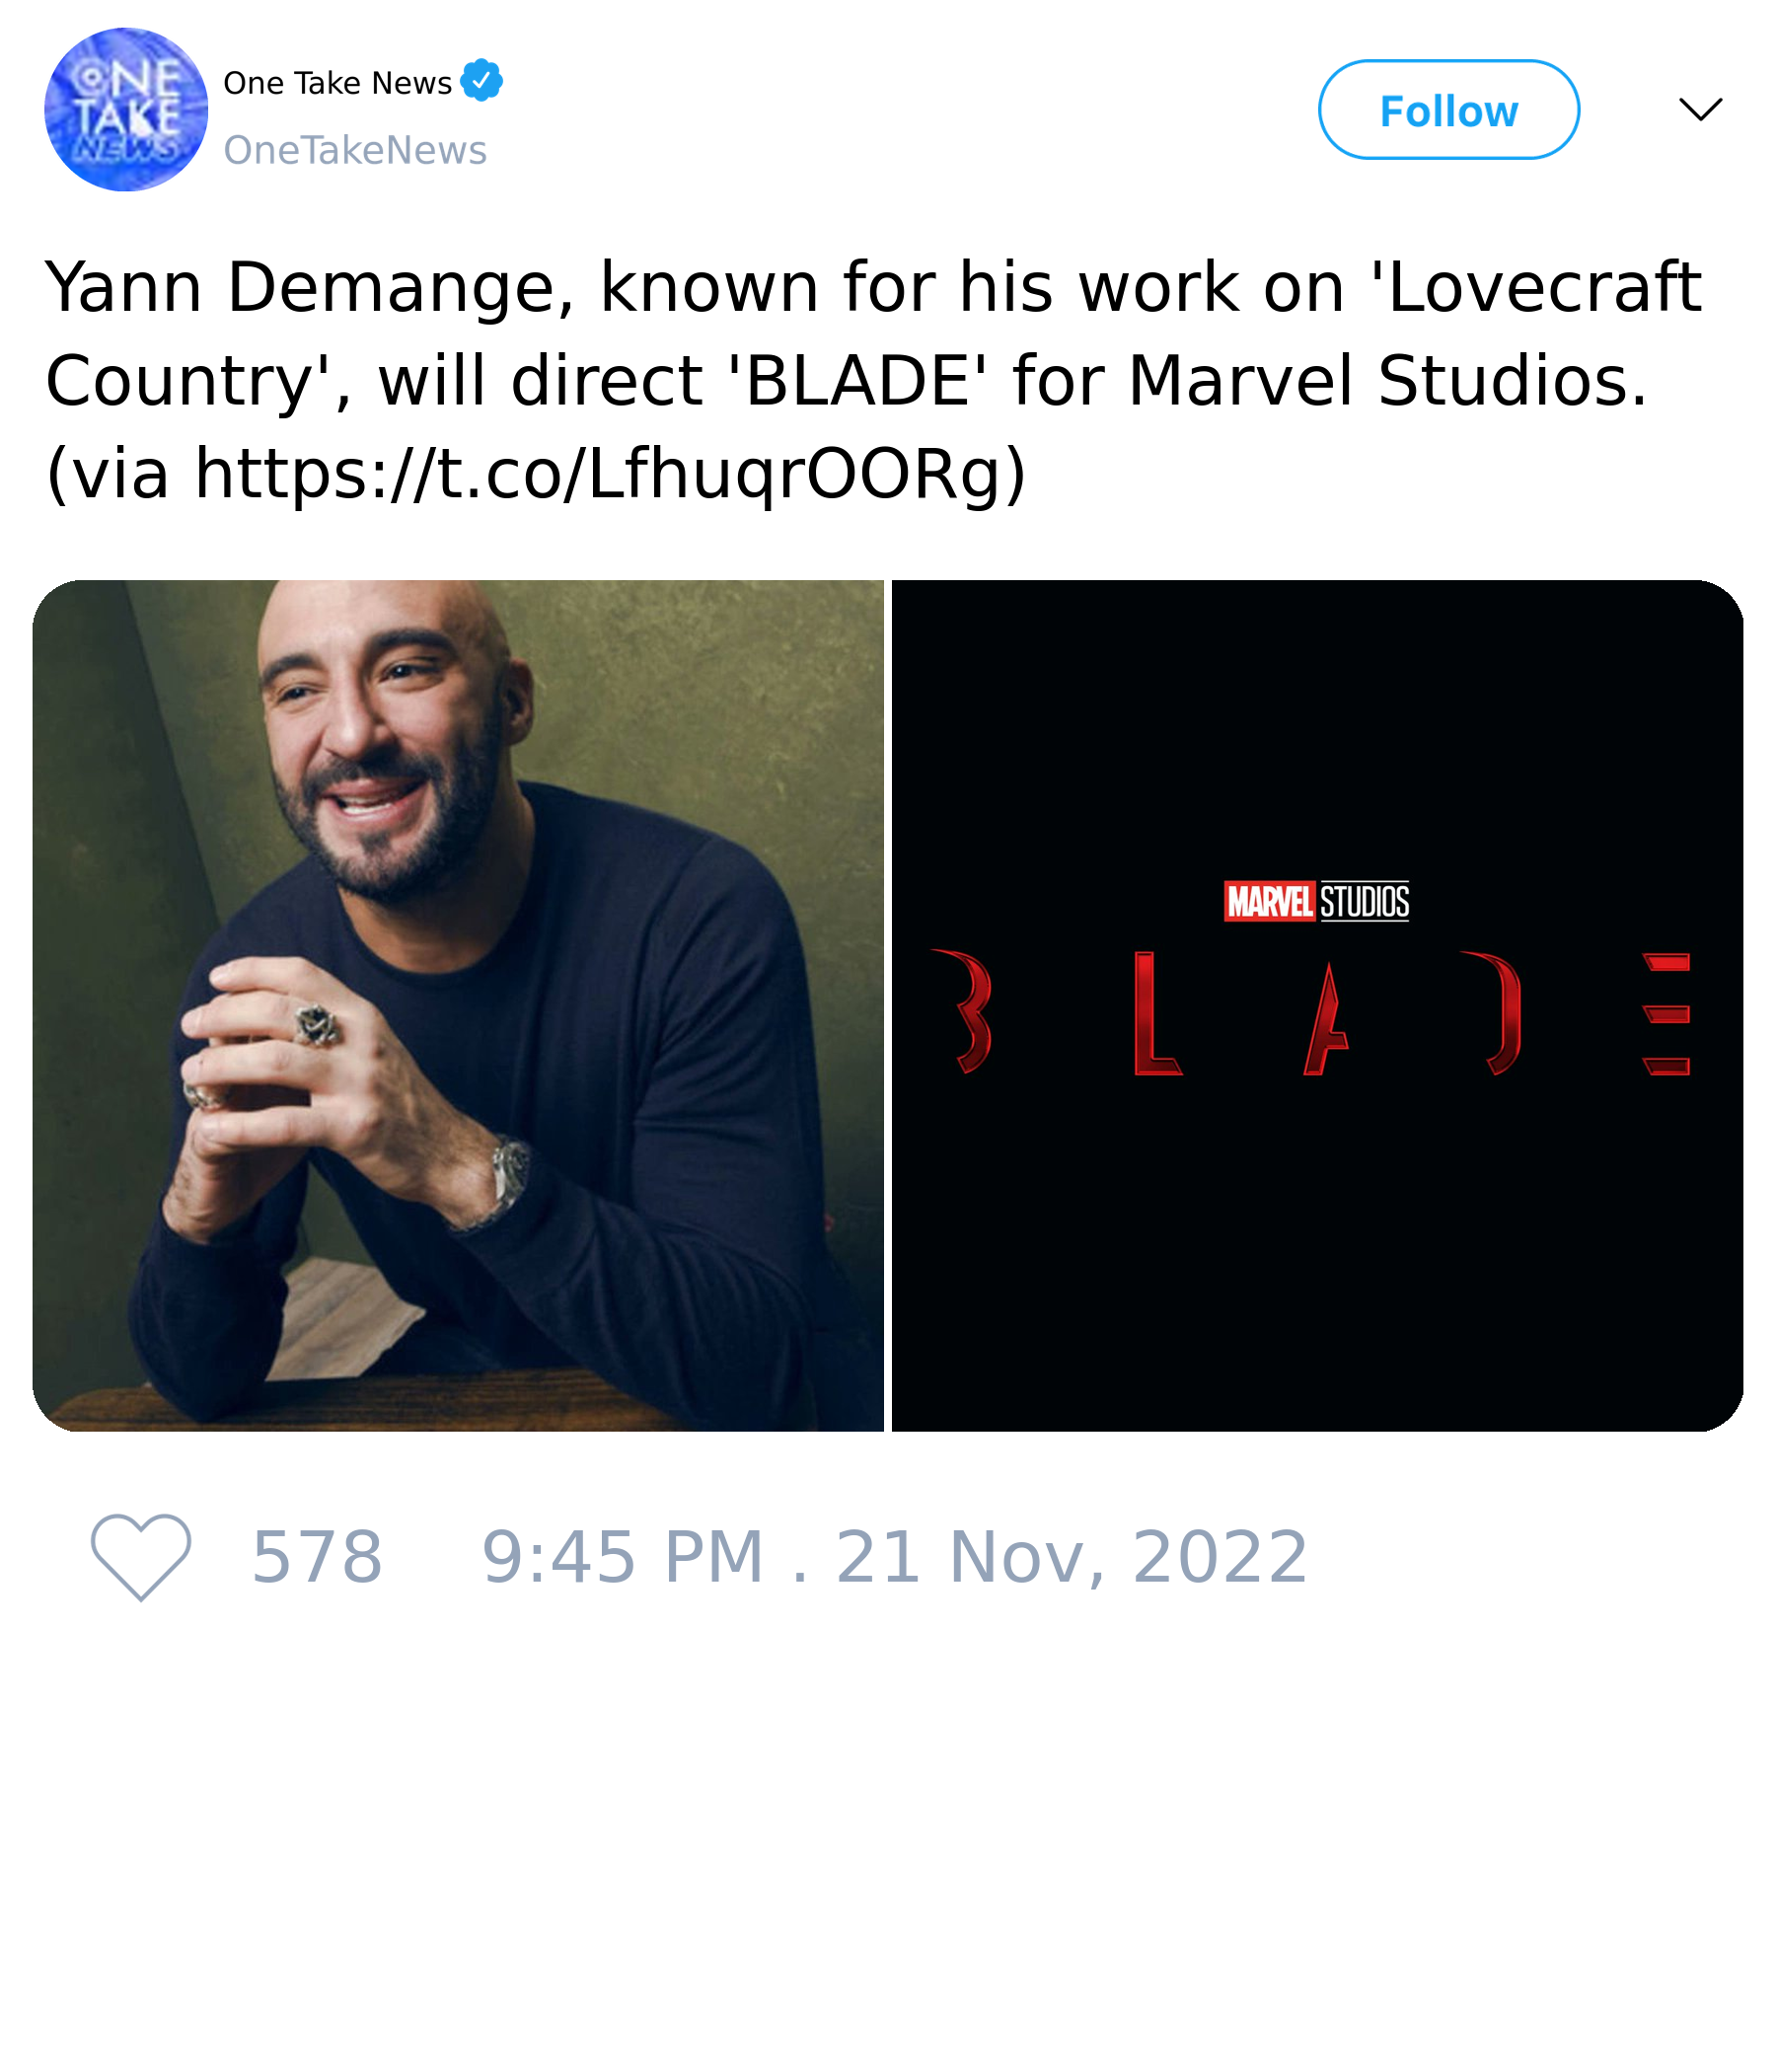 ONE
TAKE
NEWS
One Take News
OneTakeNews
Follow
Yann Demange, known for his work on 'Lovecraft
Country', will direct 'BLADE' for Marvel Studios.
(via https://t.co/LfhuqrOORg)
MARVEL STUDIOS
BLADE
578 9:45 PM . 21 Nov, 2022